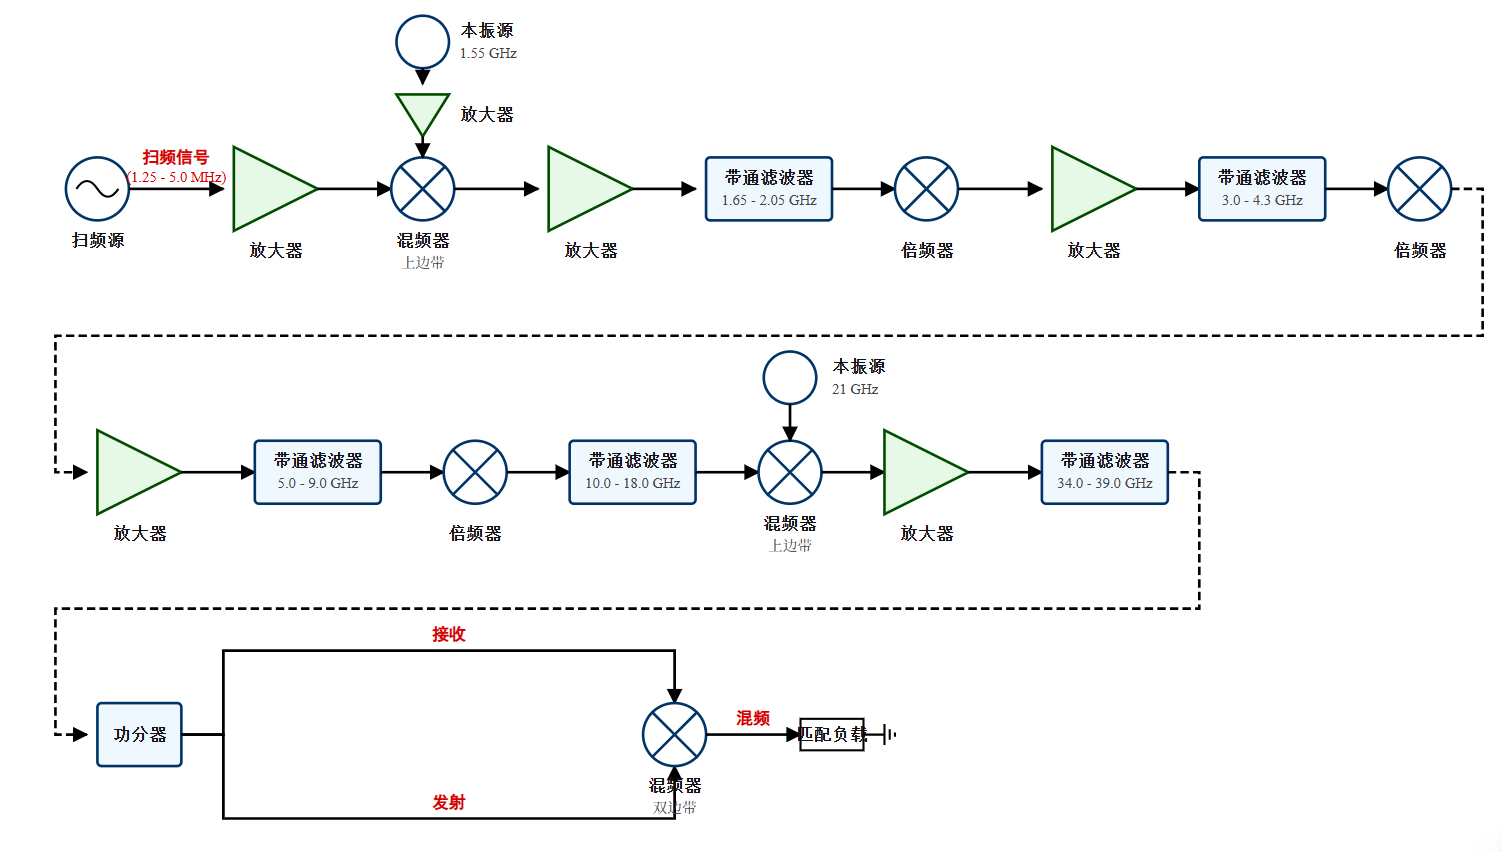 本振源
1.55 GHz
放大器
扫频信号
(1.25 - 5.0 MHz)
带通滤波器
1.65 - 2.05 GHz
带通滤波器
3.0 - 4.3 GHz
扫频源
放大器
混频器
上边带
放大器
倍频器
放大器
倍频器
本振源
21 GHz
带通滤波器
5.0 - 9.0 GHz
带通滤波器
10.0 - 18.0 GHz
带通滤波器
34.0 - 39.0 GHz
放大器
倍频器
混频器
上边带
放大器
接收
功分器
混频
匹配负载
混频器
双边带
发射